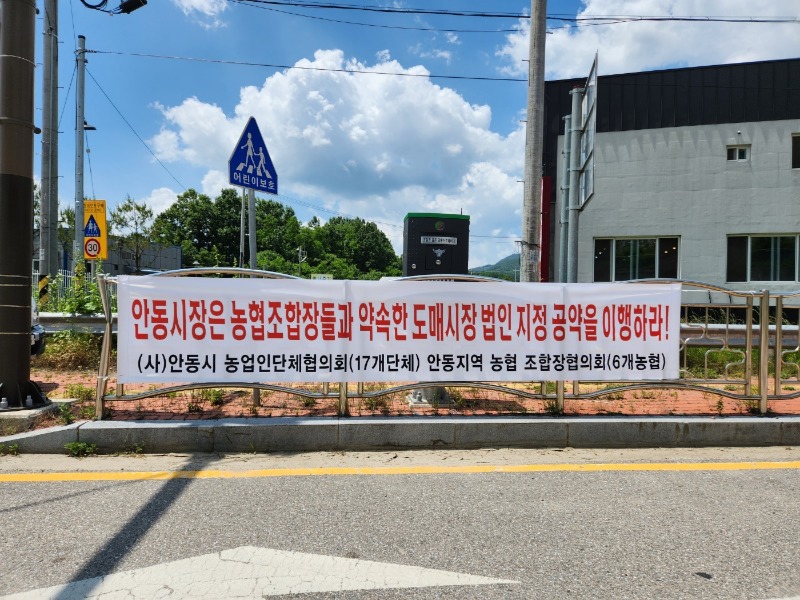 어린이보호
30
안동시장은 농협조합장들과 약속한 도매시장 법인 지정 공약을 이행하라!
(사)안동시 농업인단체협의회(17개단체) 안동지역 농협 조합장협의회(6개농협)